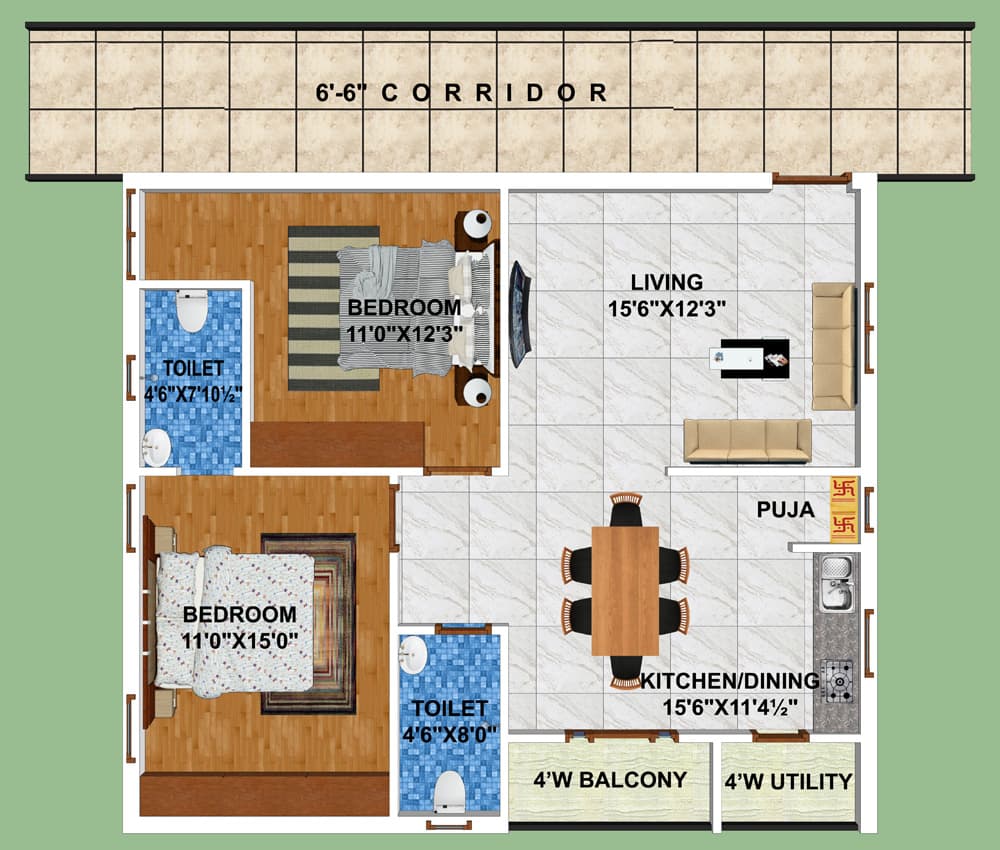 6'-6" CORRIDOR
LIVING
15'6"X12'3"
BEDROOM
11'0"X12'3"
TOILET
4'6"X7'10½"
PUJA
BEDROOM
11'0"X15'0"
KITCHEN/DINING
15'6"X11'4½"
TOILET
4'6"X8'0"
4’W BALCONY
4’W UTILITY